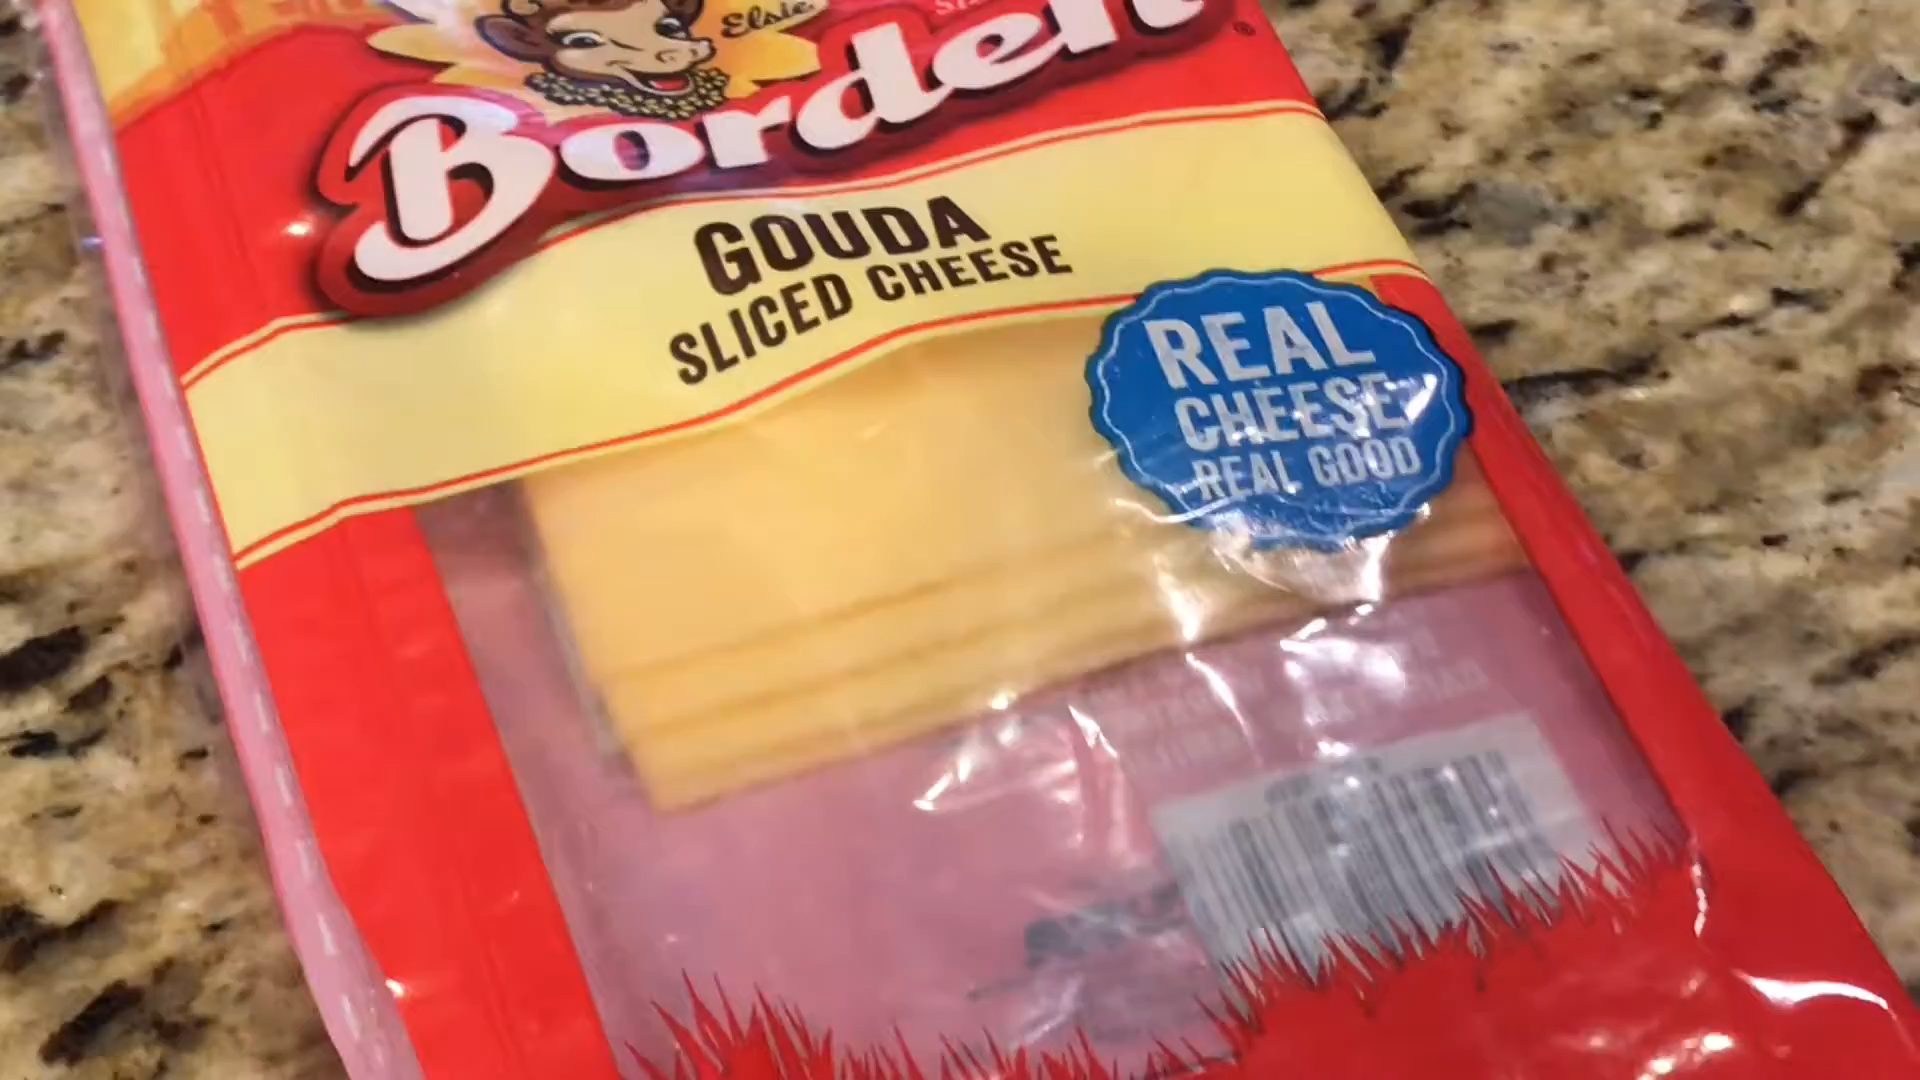 Elsie
Borden
GOUDA
SLICED CHEESE
REAL
CHEESE
REAL GOOD